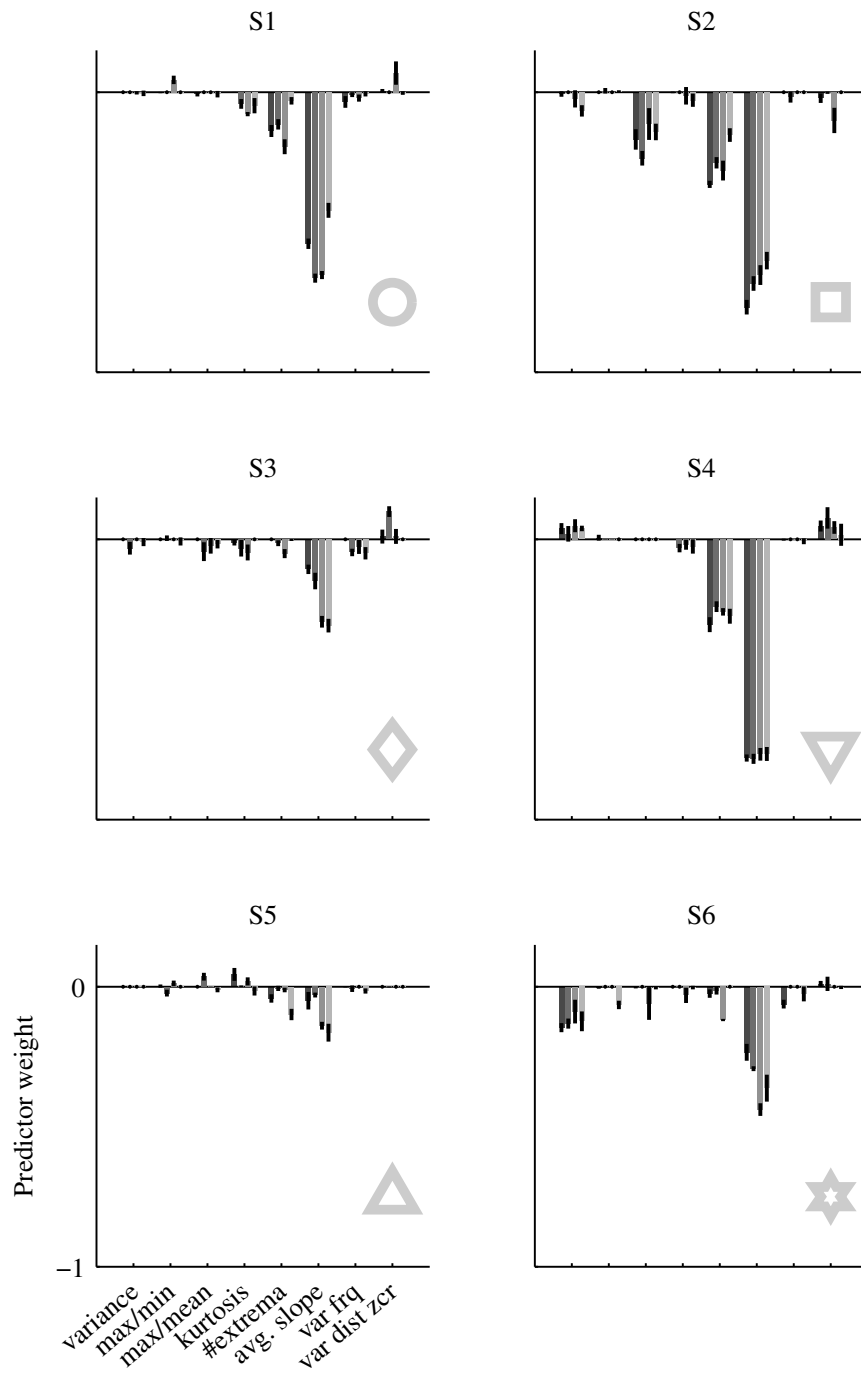 S1
S2
S3
S4
S5
S6
0
Predictor weight
−1
variance
max/min
max/mean
kurtosis
#extrema
avg. slope
var frq
var dist zcr